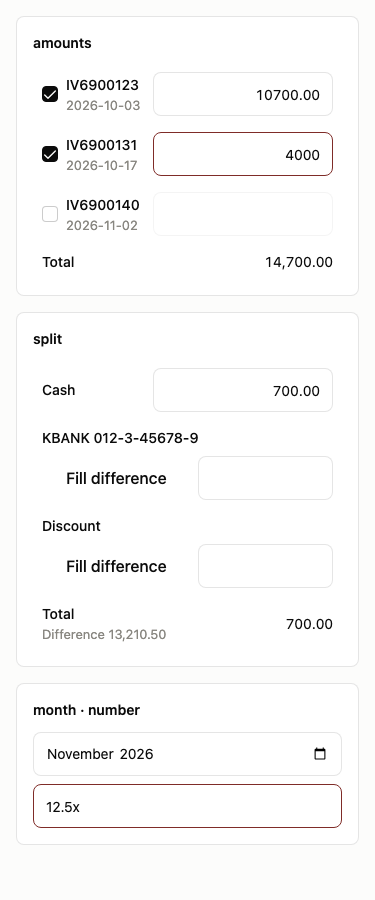 amounts
IV6900123 10700.00
2026-10-03
IV6900131 4000
2026-10-17
IV6900140
2026-11-02
Total 14,700.00
split
Cash 700.00
KBANK 012-3-45678-9
Fill difference
Discount
Fill difference
Total 700.00
Difference 13,210.50
month · number
November 2026
12.5x